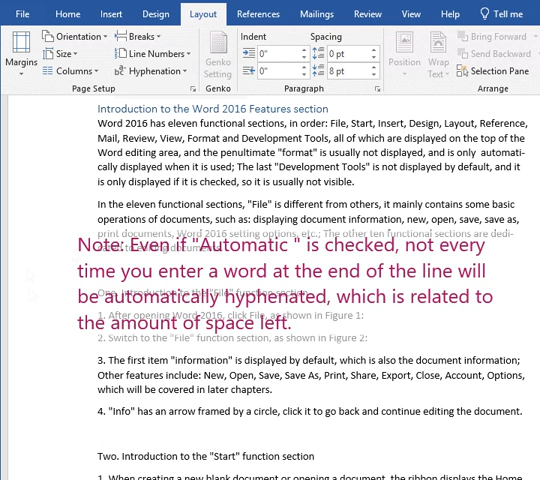 File Home Insert Design Layout References Mailings Review View Help Tell me
Margins
Orientation
Size
Columns
Breaks
Line Numbers
Hyphenation
Page Setup
Genko
Setting
Genko
Indent Spacing
0" 0 pt
0" 8 pt
Paragraph
Position
Wrap
Text
Bring Forward
Send Backward
Selection Pane
Arrange
Introduction to the Word 2016 Features section
Word 2016 has eleven functional sections, in order: File, Start, Insert, Design, Layout, Reference,
Mail, Review, View, Format and Development Tools, all of which are displayed on the top of the
Word editing area, and the penultimate "format" is usually not displayed, and is only automati-
cally displayed when it is used; The last "Development Tools" is not displayed by default, and it
is only displayed if it is checked, so it is usually not visible.
In the eleven functional sections, "File" is different from others, it mainly contains some basic
operations of documents, such as: displaying document information, new, open, save, save as,
print documents, Word 2016 setting options, etc.; The other ten functional sections are dedi-
Note: Even if "Automatic " is checked, not every
time you enter a word at the end of the line will
One. Introduction to the "File" function section
be automatically hyphenated, which is related to
1. After opening Word 2016, click File, as shown in Figure 1:
the amount of space left.
2. Switch to the "File" function section, as shown in Figure 2:
3. The first item "information" is displayed by default, which is also the document information;
Other features include: New, Open, Save, Save As, Print, Share, Export, Close, Account, Options,
which will be covered in later chapters.
4. "Info" has an arrow framed by a circle, click it to go back and continue editing the document.
Two. Introduction to the "Start" function section
1. When creating a new blank document or opening a document, the ribbon displays the Home